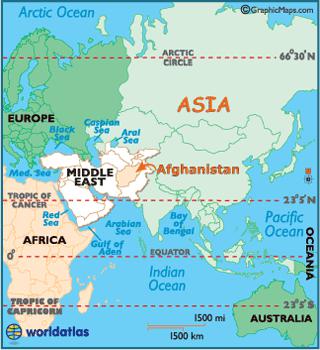 ©GraphicMaps.com
Arctic Ocean
ARCTIC
CIRCLE
66°30'N
ASIA
EUROPE
Black
Sea
Caspian
Sea
Aral
Sea
Med. Sea
MIDDLE
EAST
Afghanistan
TROPIC OF
CANCER
23°5'N
Red
Sea
Arabian
Sea
Bay of
Bengal
Pacific
Ocean
AFRICA
Gulf of
Aden
OCEANIA
0°
EQUATOR
Indian
Ocean
TROPIC OF
CAPRICORN
23°5'S
AUSTRALIA
1500 mi
1500 km
worldatlas